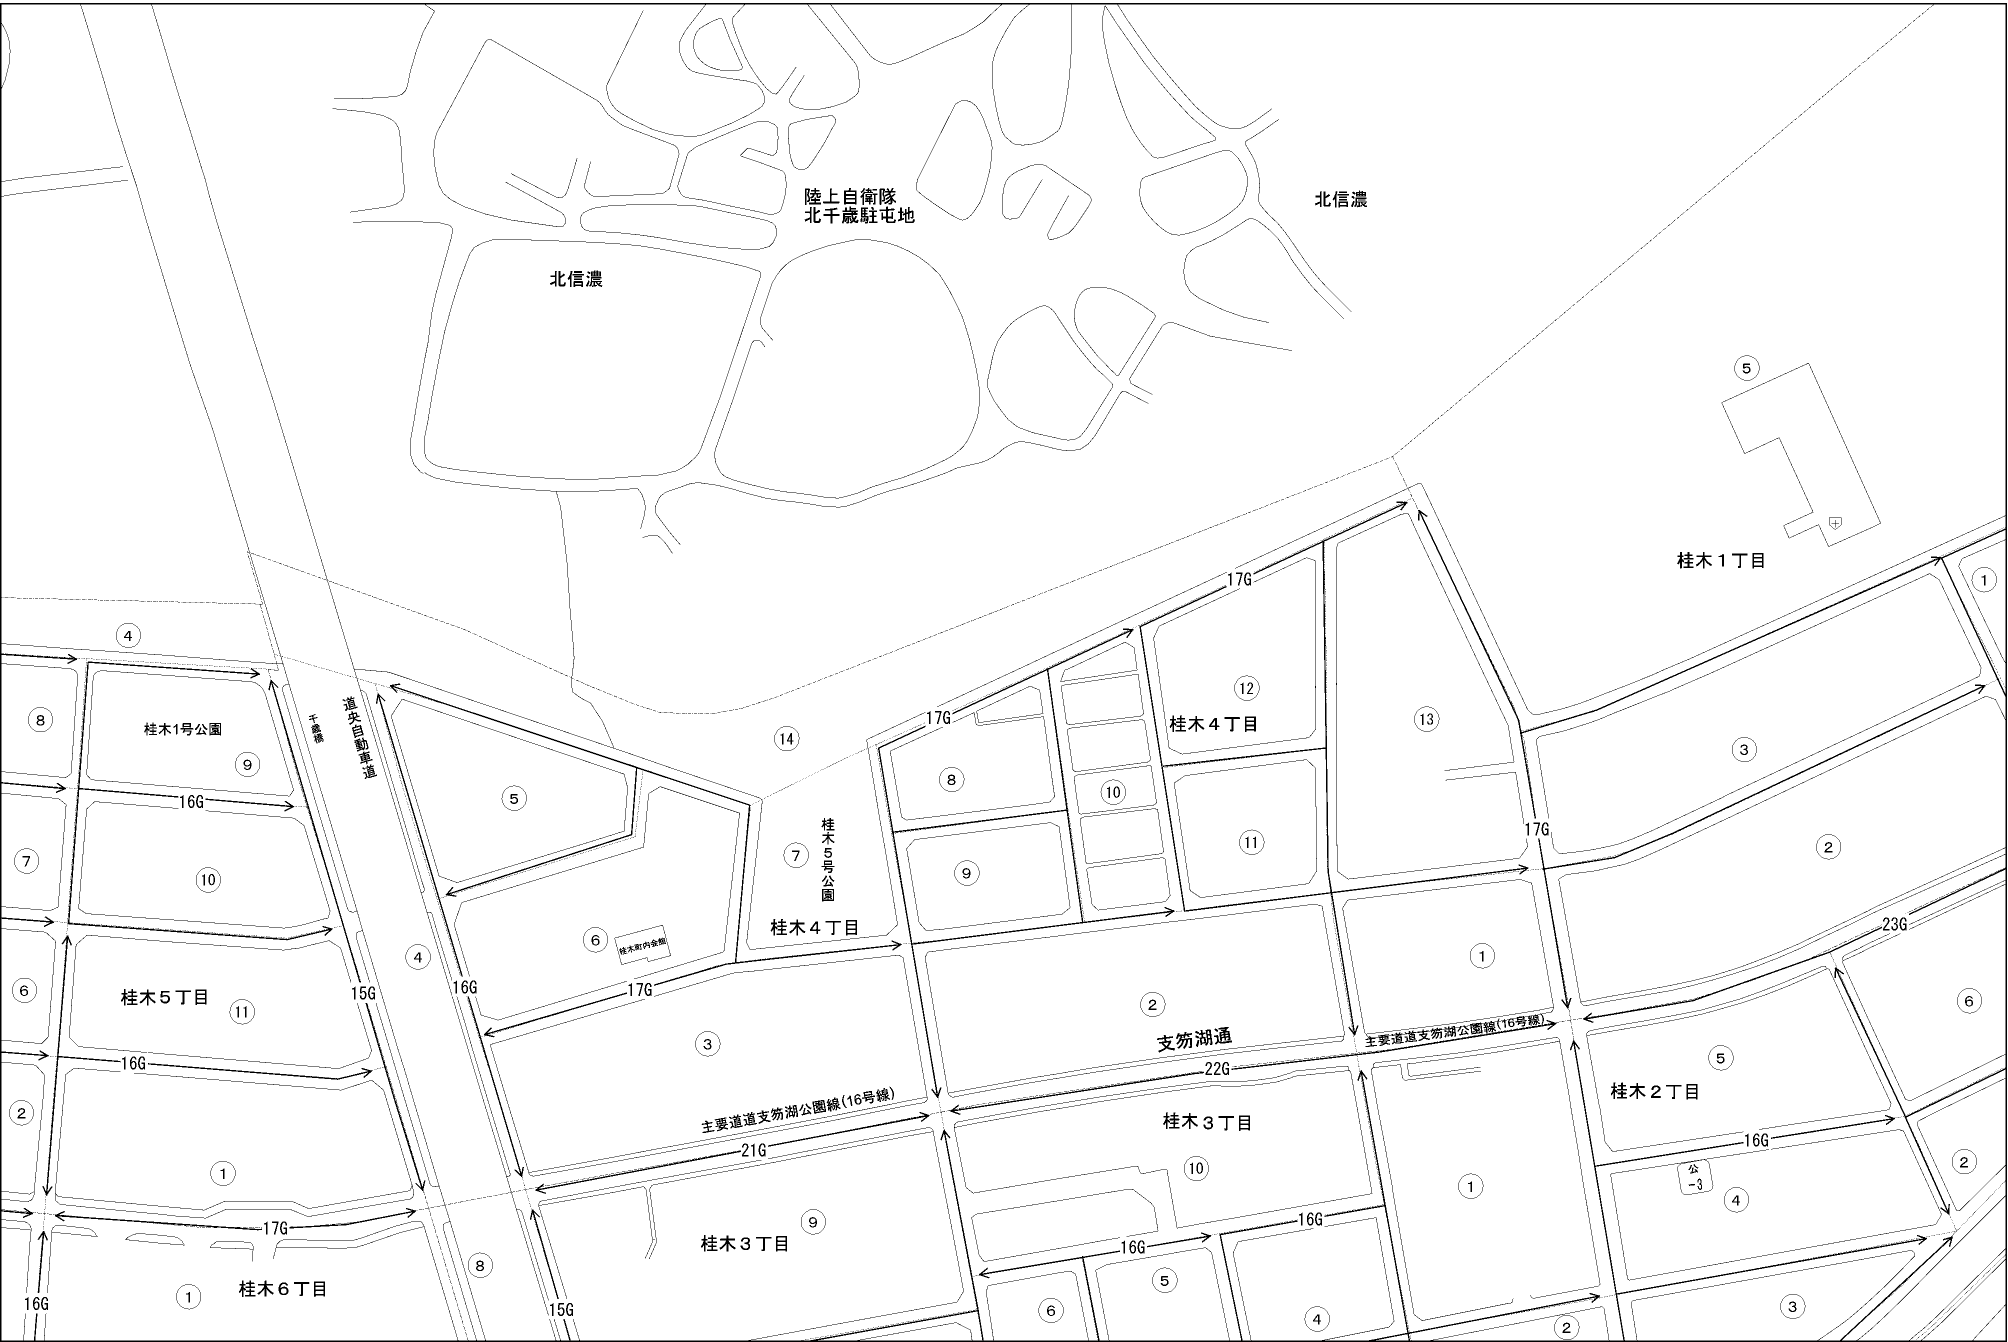 陸上自衛隊
北千歳駐屯地
北信濃
北信濃
5
桂木１丁目
1
17G
4
8
桂木1号公園
9
千歳橋
道央自動車道
16G
5
14
17G
12
桂木４丁目
13
3
8
10
7
桂木５号公園
11
17G
2
7
10
9
桂木４丁目
6
桂木町内会館
4
16G
17G
6
桂木５丁目
11
15G
1
23G
6
2
支笏湖通
主要道道支笏湖公園線(16号線)
22G
5
桂木２丁目
3
16G
2
主要道道支笏湖公園線(16号線)
21G
桂木３丁目
10
1
16G
公
-3
4
2
1
17G
9
桂木３丁目
16G
16G
8
5
桂木６丁目
1
16G
15G
6
4
2
3